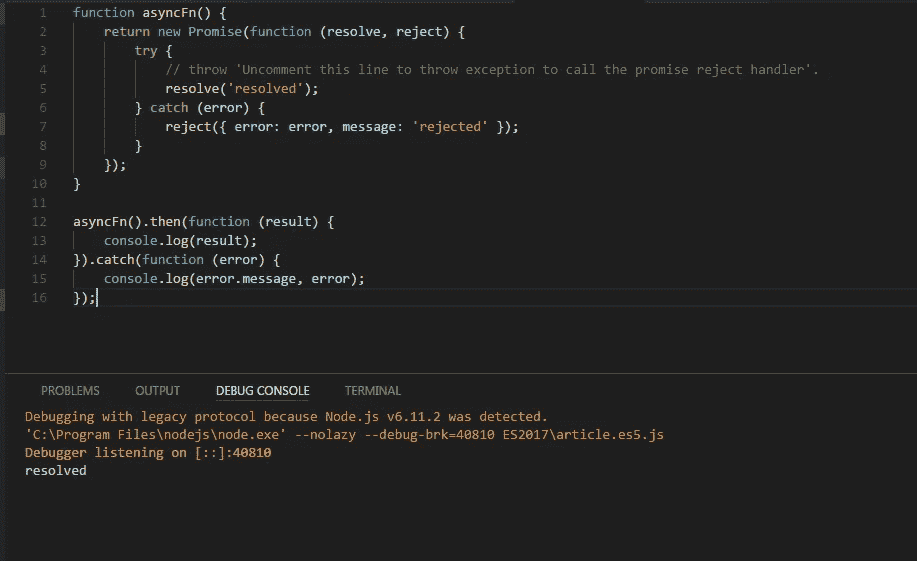 1 function asyncFn() {
2     return new Promise(function (resolve, reject) {
3         try {
4             // throw 'Uncomment this line to throw exception to call the promise reject handler'.
5             resolve('resolved');
6         } catch (error) {
7             reject({ error: error, message: 'rejected' });
8         }
9     });
10 }
11
12 asyncFn().then(function (result) {
13     console.log(result);
14 }).catch(function (error) {
15     console.log(error.message, error);
16 });
PROBLEMS OUTPUT DEBUG CONSOLE TERMINAL
Debugging with legacy protocol because Node.js v6.11.2 was detected.
'C:\Program Files\nodejs\node.exe' --nolazy --debug-brk=40810 ES2017\article.es5.js
Debugger listening on [::]:40810
resolved